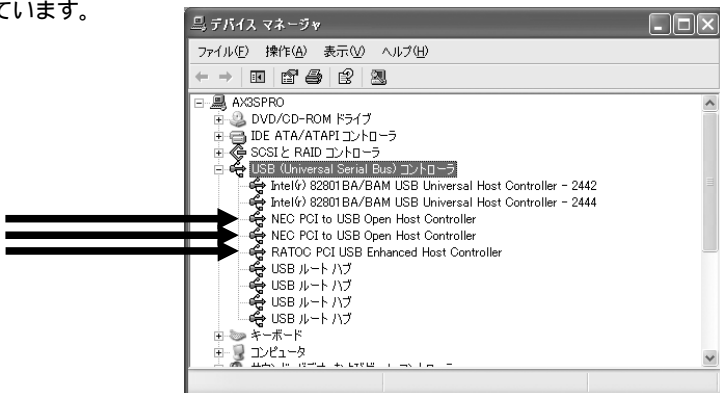 ています。
デバイス マネージャ
ファイル(F) 操作(A) 表示(V) ヘルプ(H)
AX3SPRO
DVD/CD-ROM ドライブ
IDE ATA/ATAPI コントローラ
SCSI と RAID コントローラ
USB (Universal Serial Bus) コントローラ
Intel(r) 82801BA/BAM USB Universal Host Controller - 2442
Intel(r) 82801BA/BAM USB Universal Host Controller - 2444
NEC PCI to USB Open Host Controller
NEC PCI to USB Open Host Controller
RATOC PCI USB Enhanced Host Controller
USB ルート ハブ
USB ルート ハブ
USB ルート ハブ
USB ルート ハブ
キーボード
コンピュータ